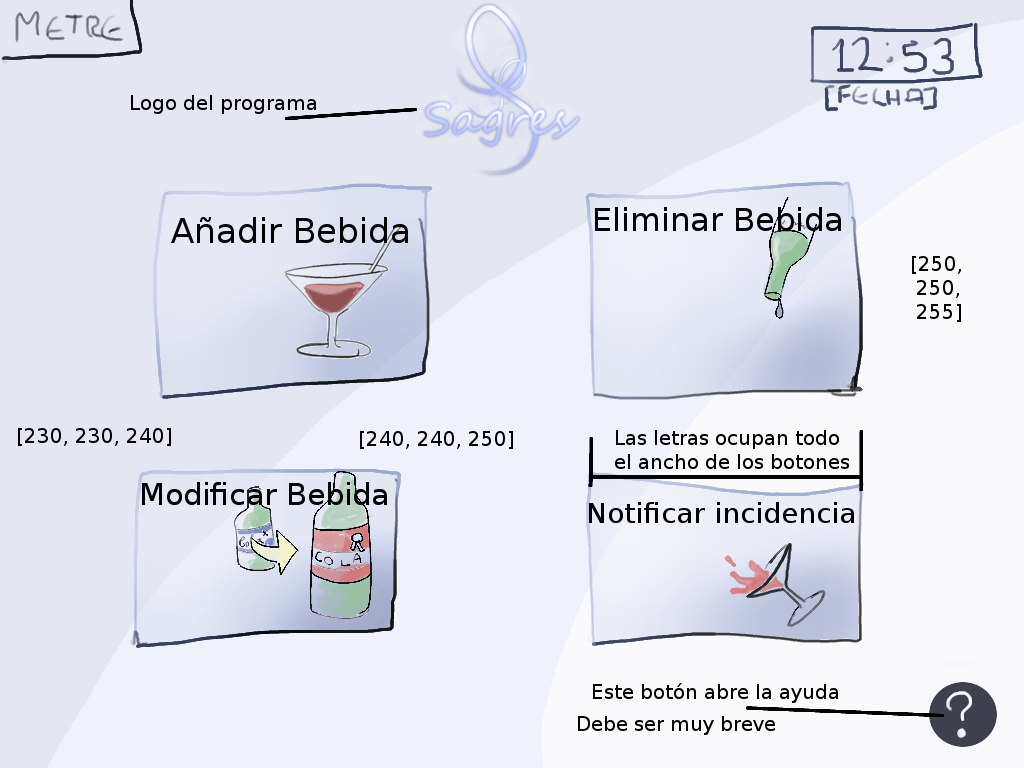 METRE
Sagres
12:53
[FECHA]
Logo del programa
Añadir Bebida
Eliminar Bebida
[250,
250,
255]
[230, 230, 240]
[240, 240, 250]
Las letras ocupan todo
el ancho de los botones
Modificar Bebida
COLA
Notificar incidencia
Este botón abre la ayuda
Debe ser muy breve
?